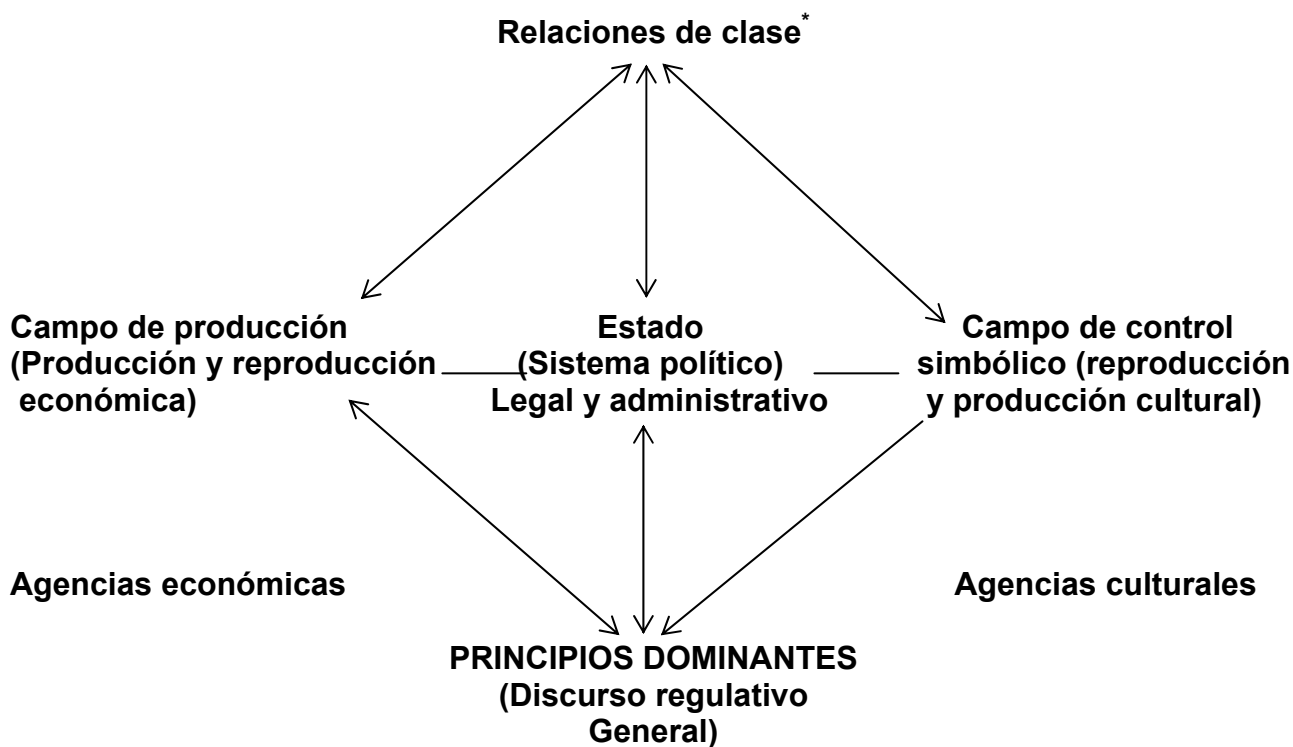 Relaciones de clase*
Campo de producción
(Producción y reproducción
económica)
Estado
(Sistema político)
Legal y administrativo
Campo de control
simbólico (reproducción
y producción cultural)
Agencias económicas
Agencias culturales
PRINCIPIOS DOMINANTES
(Discurso regulativo
General)